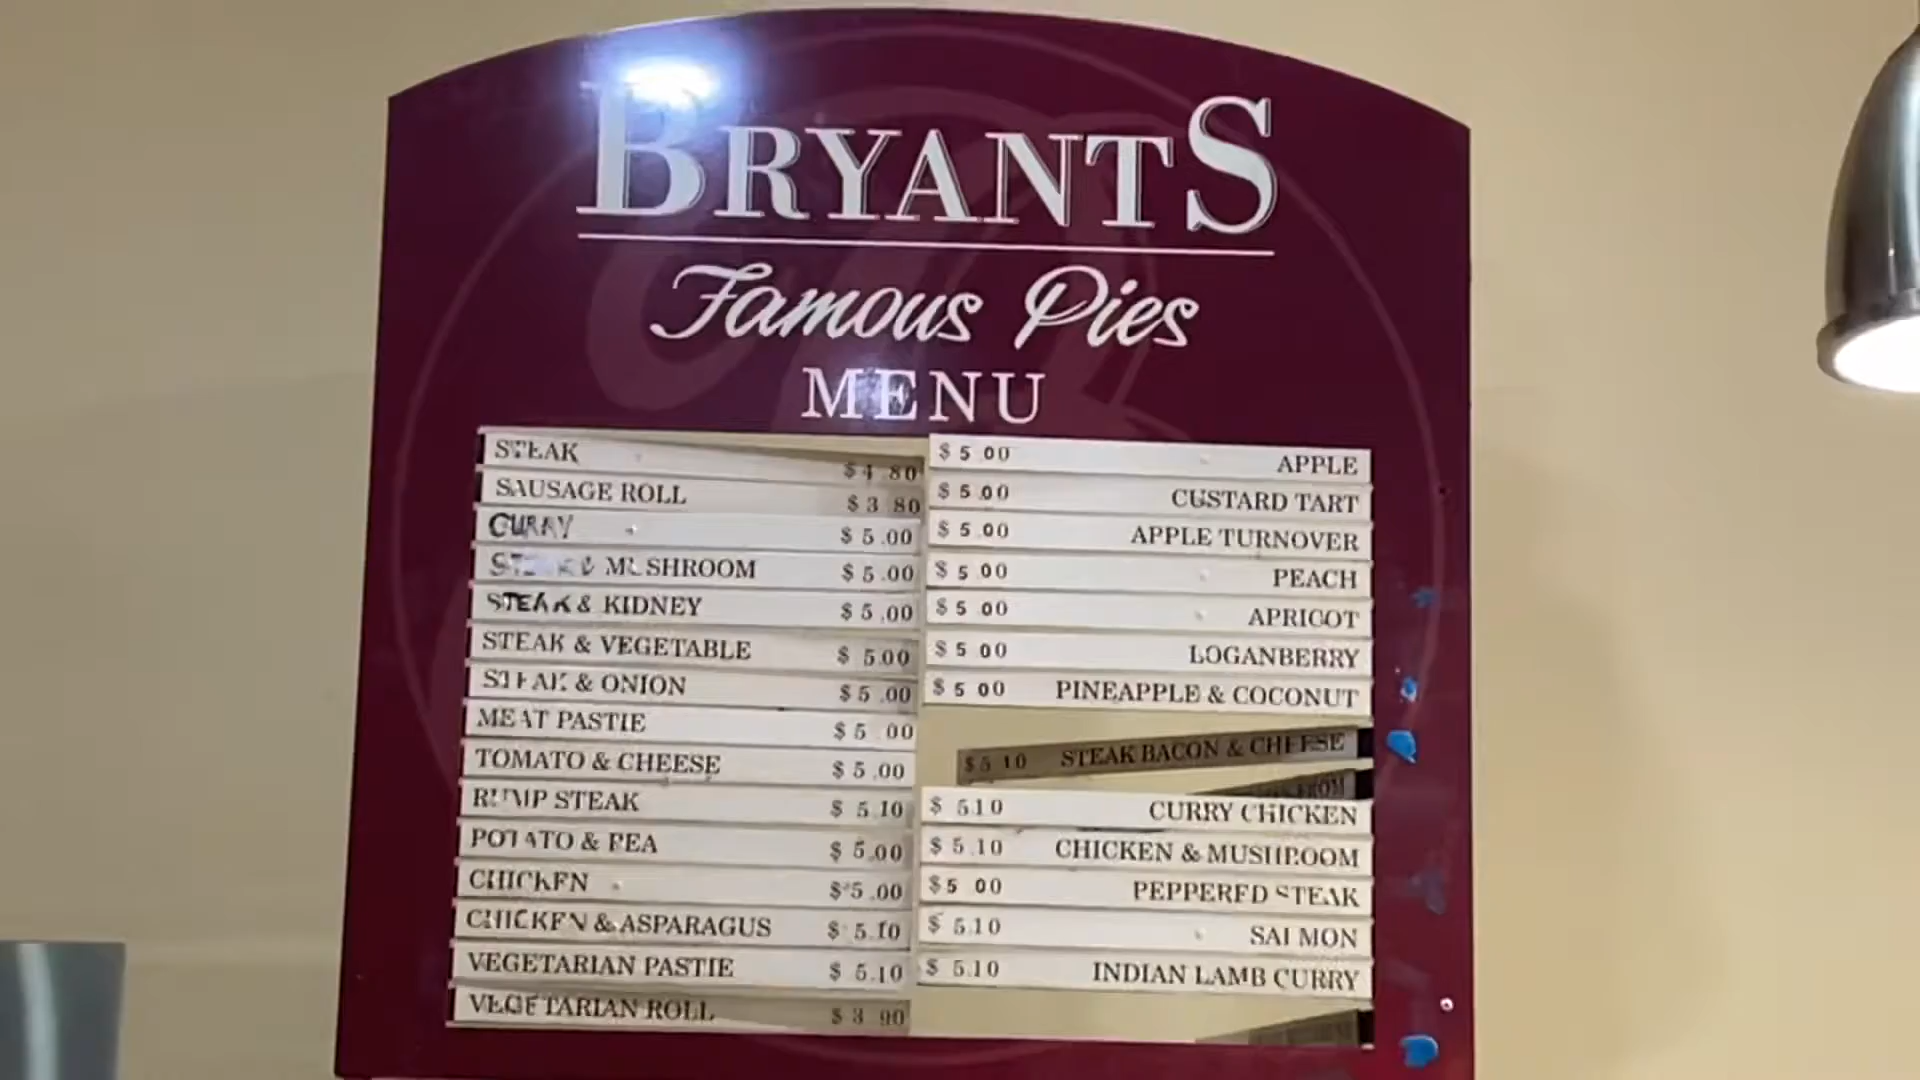 BRYANTS
Famous Pies
MENU
STEAK $4.80
SAUSAGE ROLL $3.80
CURRY $5.00
STEAK & MUSHROOM $5.00
STEAK & KIDNEY $5.00
STEAK & VEGETABLE $5.00
STEAK & ONION $5.00
MEAT PASTIE $5.00
TOMATO & CHEESE $5.00
RUMP STEAK $5.10
POTATO & PEA $5.00
CHICKEN $5.00
CHICKEN & ASPARAGUS $5.10
VEGETARIAN PASTIE $5.10
VEGETARIAN ROLL $3.90
$5.00 APPLE
$5.00 CUSTARD TART
$5.00 APPLE TURNOVER
$5.00 PEACH
$5.00 APRICOT
$5.00 LOGANBERRY
$5.00 PINEAPPLE & COCONUT
$5.10 STEAK BACON & CHEESE
FROM
$5.10 CURRY CHICKEN
$5.10 CHICKEN & MUSHROOM
$5.00 PEPPERED STEAK
$5.10 SALMON
$5.10 INDIAN LAMB CURRY